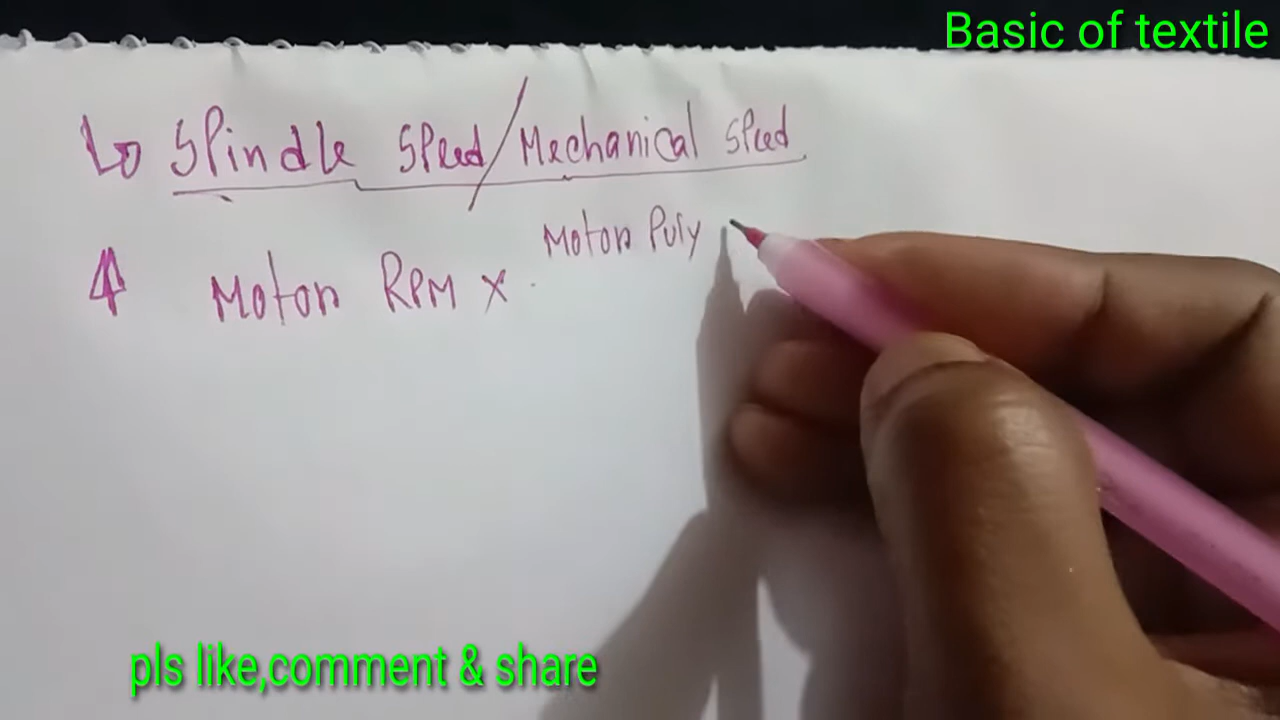 Basic of textile
Spindle Speed/Mechanical Speed
Motor Puly
Motor RPM ×
pls like,comment & share